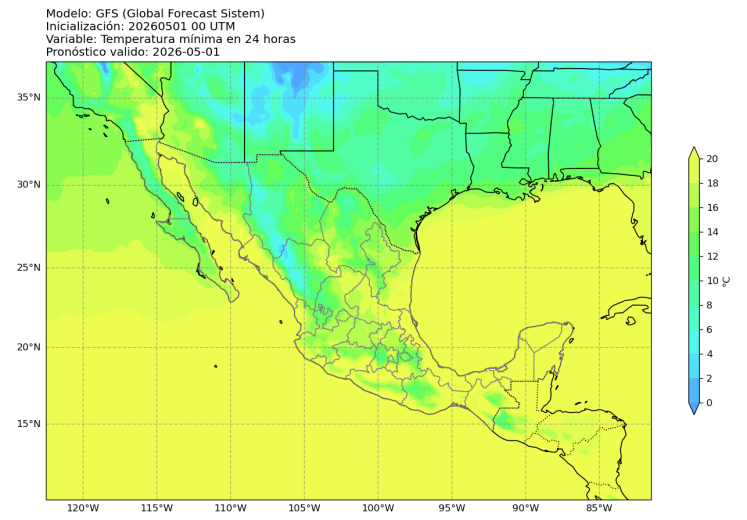 Modelo: GFS (Global Forecast Sistem)
Inicialización: 20260501 00 UTM
Variable: Temperatura mínima en 24 horas
Pronóstico valido: 2026-05-01
35°N
30°N
25°N
20°N
15°N
120°W 115°W 110°W 105°W 100°W 95°W 90°W 85°W
20
18
16
14
12
10
8
6
4
2
0
°C